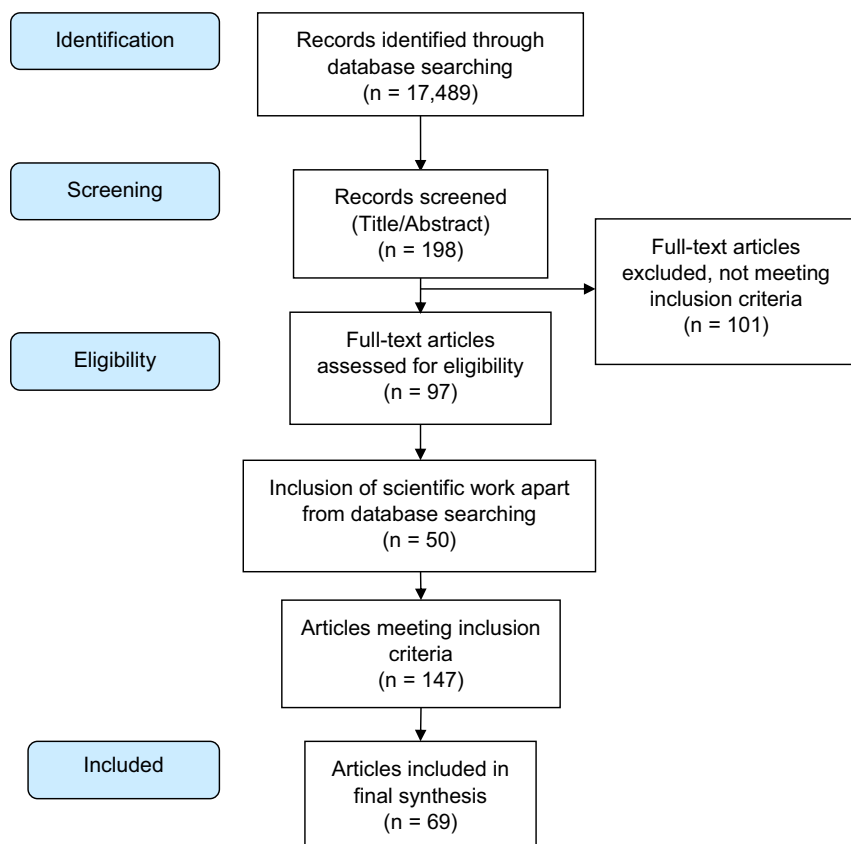 Identification
Records identified through
database searching
(n = 17,489)
Screening
Records screened
(Title/Abstract)
(n = 198)
Full-text articles
excluded, not meeting
inclusion criteria
(n = 101)
Eligibility
Full-text articles
assessed for eligibility
(n = 97)
Inclusion of scientific work apart
from database searching
(n = 50)
Articles meeting inclusion
criteria
(n = 147)
Included
Articles included in
final synthesis
(n = 69)